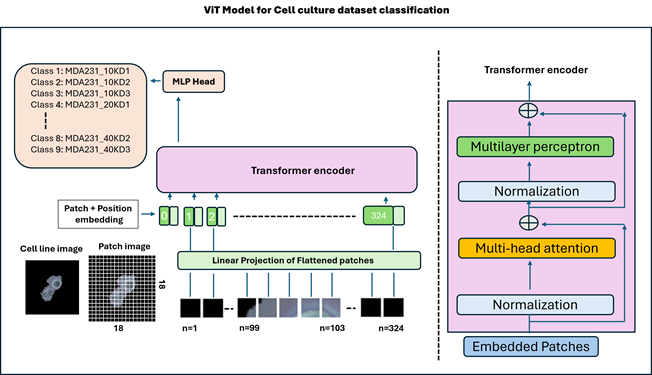 ViT Model for Cell culture dataset classification
Class 1: MDA231_10KD1
Class 2: MDA231_10KD2
Class 3: MDA231_10KD3
Class 4: MDA231_20KD1
Class 8: MDA231_40KD2
Class 9: MDA231_40KD3
MLP Head
Transformer encoder
Patch + Position
embedding
0
1
2
324
Cell line image
Patch image
18
18
Linear Projection of Flattened patches
n=1
n=99
n=103
n=324
Transformer encoder
Multilayer perceptron
Normalization
Multi-head attention
Normalization
Embedded Patches